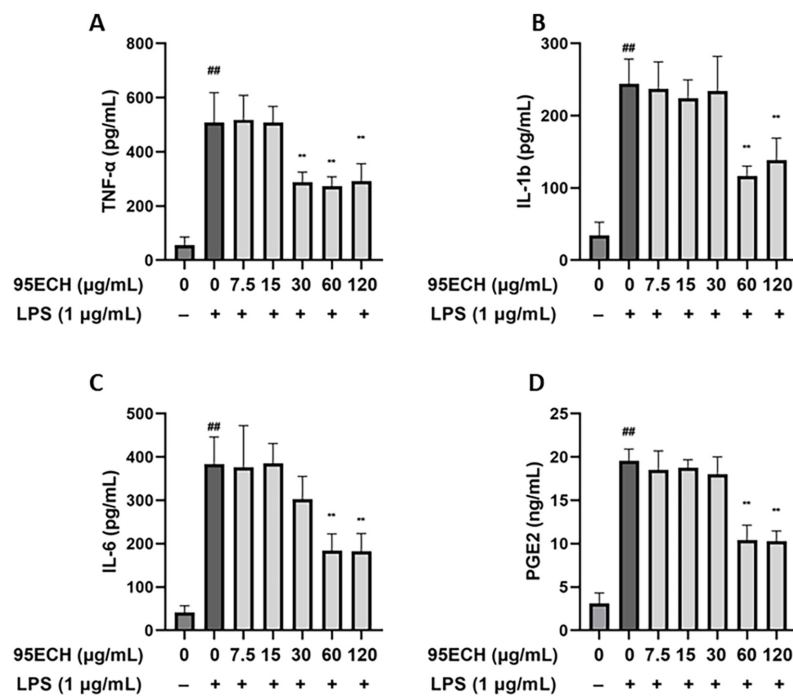 A
TNF-α (pg/mL)
800
600
400
200
0
##
**
**
**
95ECH (µg/mL) 0 0 7.5 15 30 60 120
LPS (1 µg/mL) – + + + + + +
B
IL-1b (pg/mL)
300
200
100
0
##
**
**
95ECH (µg/mL) 0 0 7.5 15 30 60 120
LPS (1 µg/mL) – + + + + + +
C
IL-6 (pg/mL)
500
400
300
200
100
0
##
**
**
95ECH (µg/mL) 0 0 7.5 15 30 60 120
LPS (1 µg/mL) – + + + + + +
D
PGE2 (ng/mL)
25
20
15
10
5
0
##
**
**
95ECH (µg/mL) 0 0 7.5 15 30 60 120
LPS (1 µg/mL) – + + + + + +